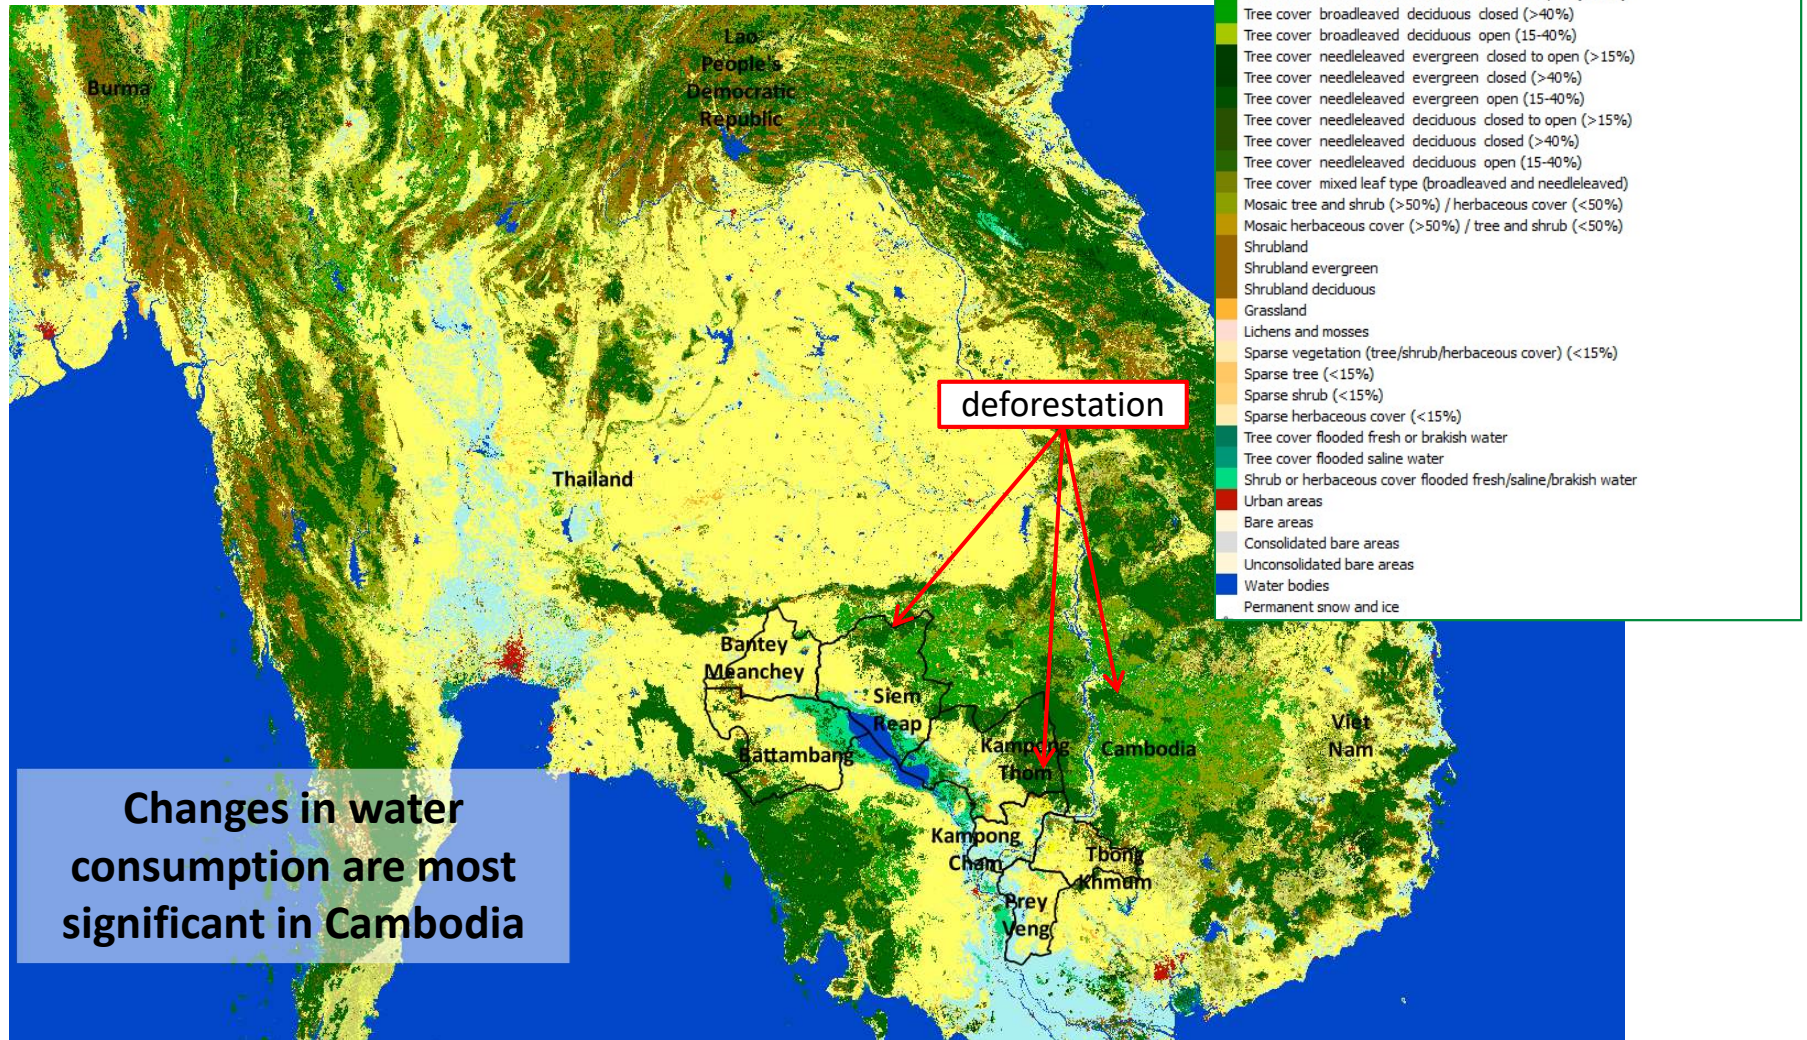 Tree cover broadleaved deciduous closed (>40%)
Tree cover broadleaved deciduous open (15-40%)
Tree cover needleleaved evergreen closed to open (>15%)
Tree cover needleleaved evergreen closed (>40%)
Tree cover needleleaved evergreen open (15-40%)
Tree cover needleleaved deciduous closed to open (>15%)
Tree cover needleleaved deciduous closed (>40%)
Tree cover needleleaved deciduous open (15-40%)
Tree cover mixed leaf type (broadleaved and needleleaved)
Mosaic tree and shrub (>50%) / herbaceous cover (<50%)
Mosaic herbaceous cover (>50%) / tree and shrub (<50%)
Shrubland
Shrubland evergreen
Shrubland deciduous
Grassland
Lichens and mosses
Sparse vegetation (tree/shrub/herbaceous cover) (<15%)
Sparse tree (<15%)
Sparse shrub (<15%)
Sparse herbaceous cover (<15%)
Tree cover flooded fresh or brakish water
Tree cover flooded saline water
Shrub or herbaceous cover flooded fresh/saline/brakish water
Urban areas
Bare areas
Consolidated bare areas
Unconsolidated bare areas
Water bodies
Permanent snow and ice
Burma
Lao
People's
Democratic
Republic
deforestation
Thailand
Bantey
Meanchey
Siem
Reap
Battambang
Kampong
Thom
Cambodia
Viet
Nam
Kampong
Cham
Tbong
Khmum
Prey
Veng
Changes in water
consumption are most
significant in Cambodia